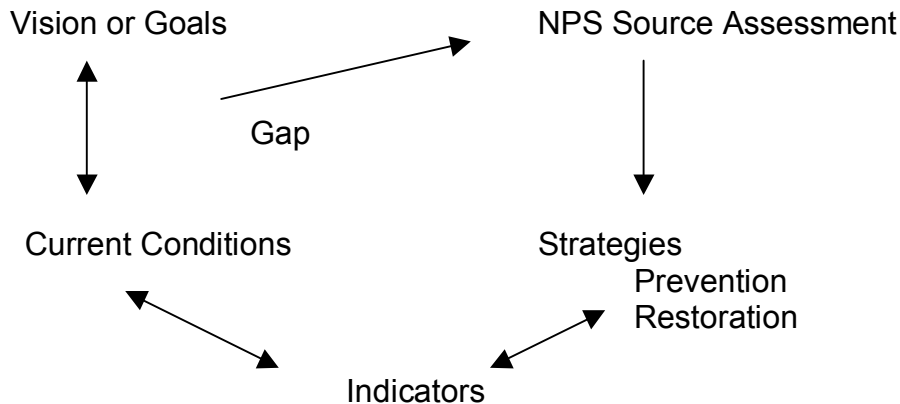 Vision or Goals
NPS Source Assessment
Gap
Current Conditions
Strategies
Prevention
Restoration
Indicators